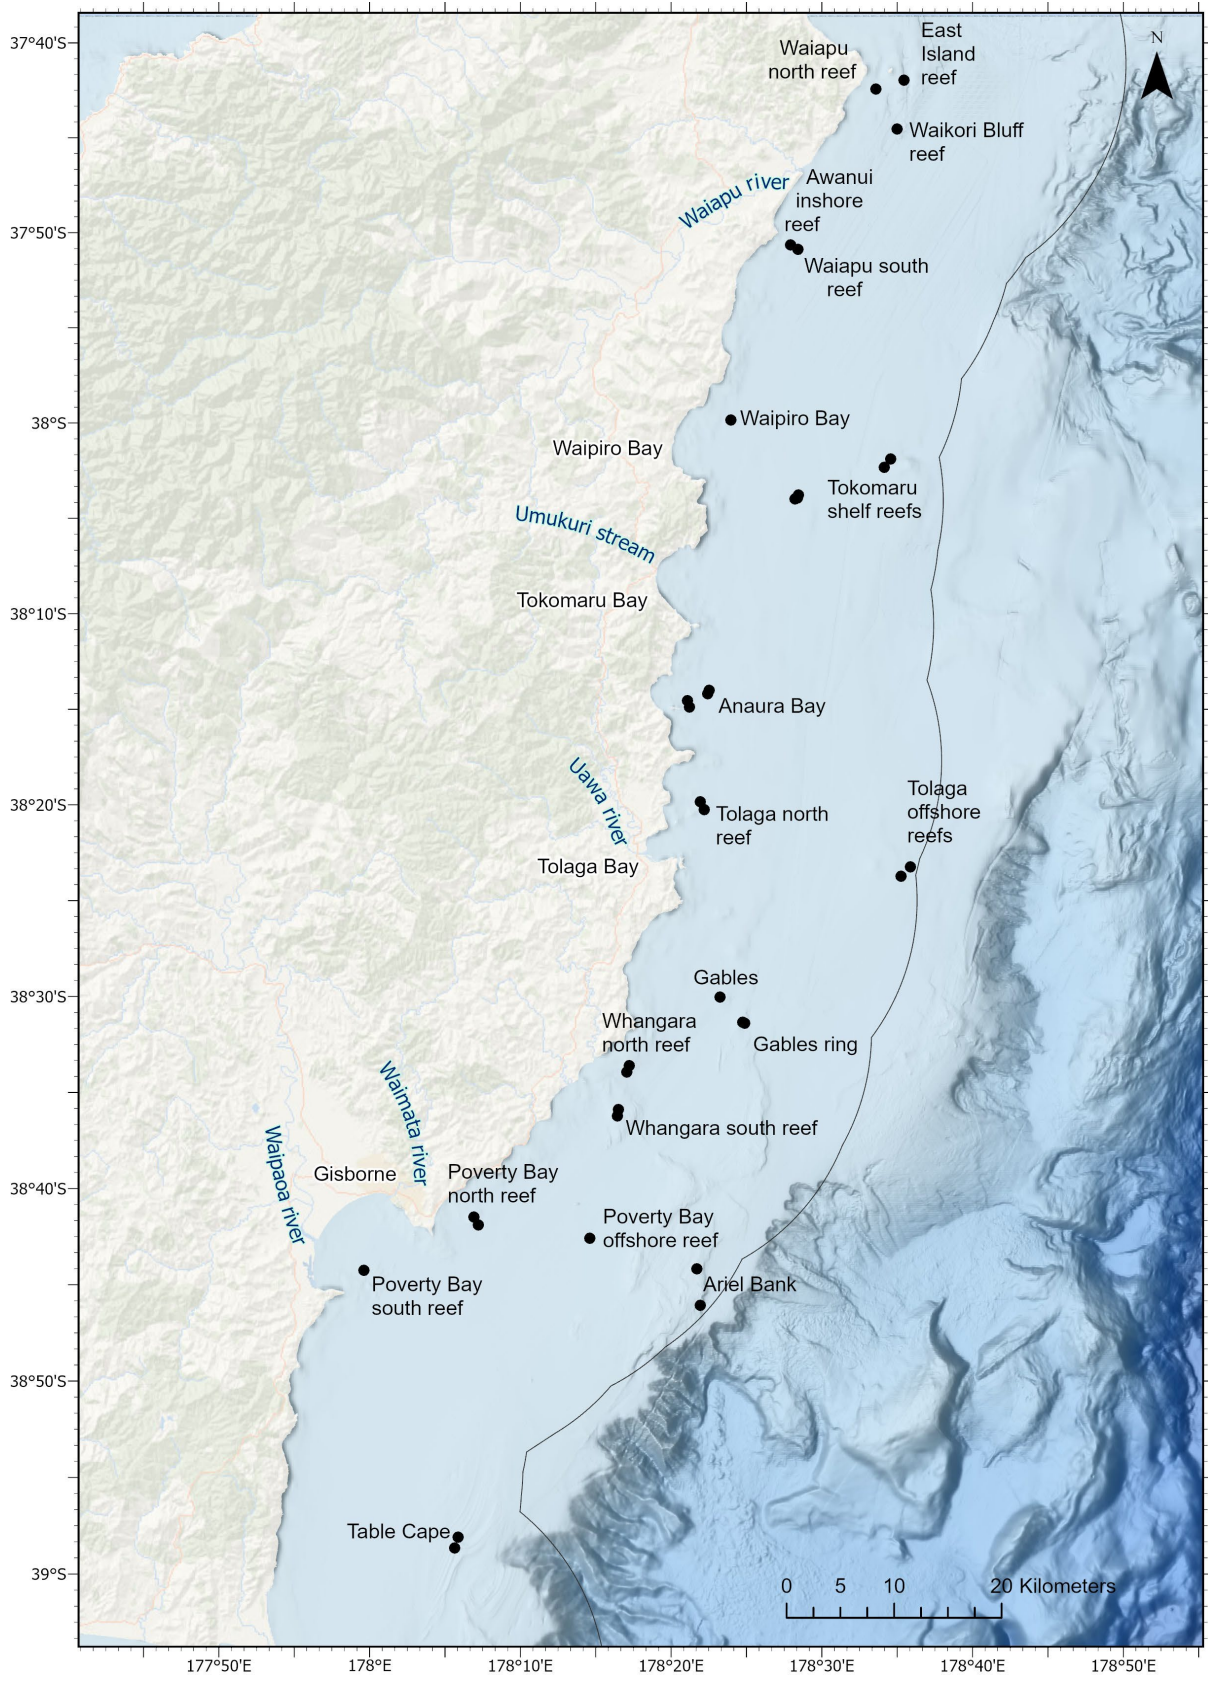 37°40'S
37°50'S
38°S
38°10'S
38°20'S
38°30'S
38°40'S
38°50'S
39°S
N
Waiapu
north reef
East
Island
reef
Waikori Bluff
reef
Waiapu river
Awanui
inshore
reef
Waiapu south
reef
Waipiro Bay
Waipiro Bay
Tokomaru
shelf reefs
Umukuri stream
Tokomaru Bay
Anaura Bay
Uawa river
Tolaga north
reef
Tolaga
offshore
reefs
Tolaga Bay
Gables
Gables ring
Whangara
north reef
Whangara south reef
Waimata river
Waipaoa river
Gisborne
Poverty Bay
north reef
Poverty Bay
offshore reef
Poverty Bay
south reef
Ariel Bank
Table Cape
0 5 10 20 Kilometers
177°50'E 178°E 178°10'E 178°20'E 178°30'E 178°40'E 178°50'E